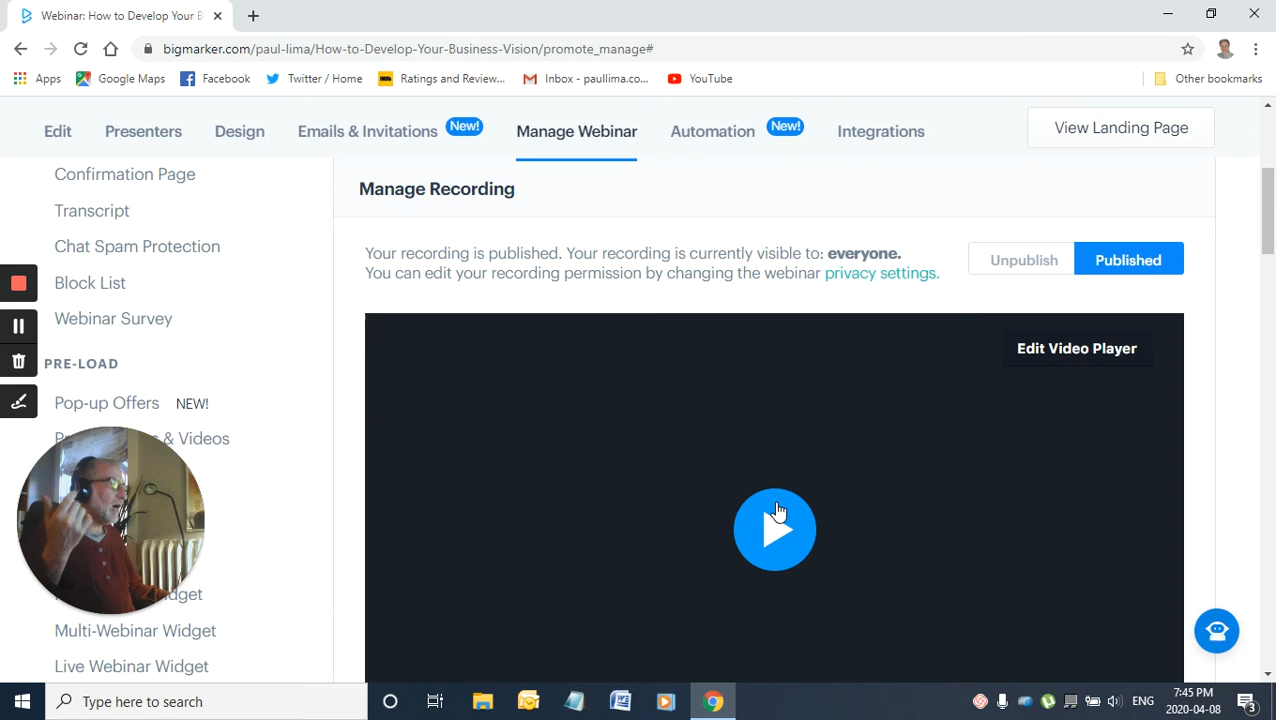 Webinar: How to Develop Your B
bigmarker.com/paul-lima/How-to-Develop-Your-Business-Vision/promote_manage#
Apps Google Maps Facebook Twitter / Home Ratings and Review... Inbox - paullima.co... YouTube Other bookmarks
Edit Presenters Design Emails & Invitations New! Manage Webinar Automation New! Integrations View Landing Page
Confirmation Page
Transcript
Chat Spam Protection
Block List
Webinar Survey
PRE-LOAD
Pop-up Offers NEW!
& Videos
Multi-Webinar Widget
Live Webinar Widget
Manage Recording
Your recording is published. Your recording is currently visible to: everyone.
You can edit your recording permission by changing the webinar privacy settings.
Unpublish Published
Edit Video Player
Type here to search
ENG
7:45 PM
2020-04-08
3